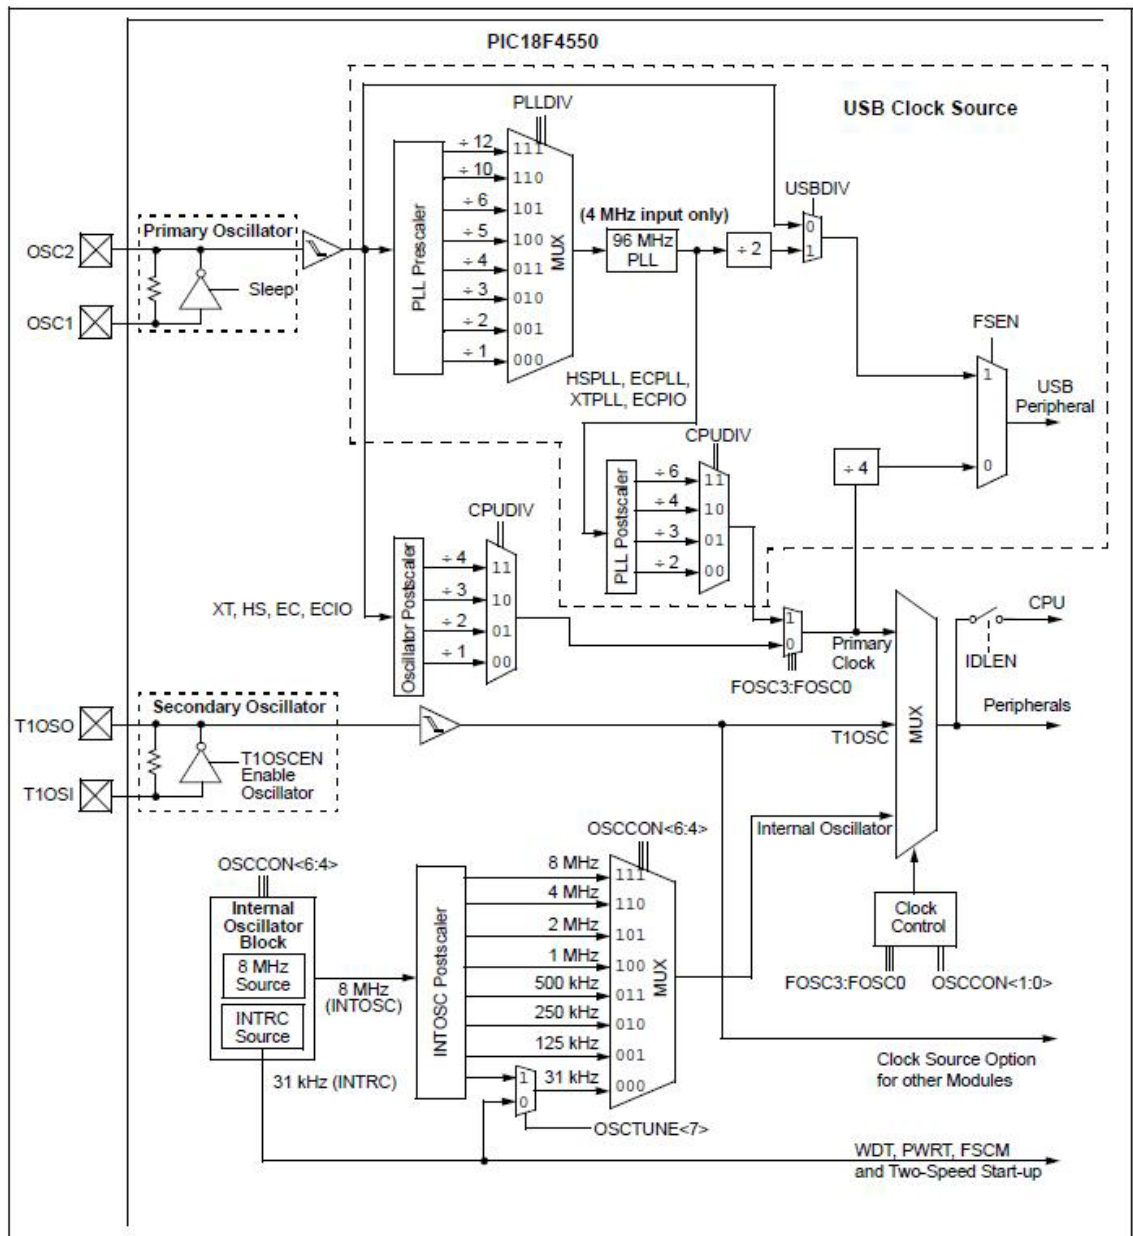 PIC18F4550
USB Clock Source
PLLDIV
PLL Prescaler
÷ 12
÷ 10
÷ 6
÷ 5
÷ 4
÷ 3
÷ 2
÷ 1
111
110
101
100
011
010
001
000
MUX
(4 MHz input only)
96 MHz
PLL
÷ 2
USBDIV
0
1
Primary Oscillator
OSC2
OSC1
Sleep
HSPLL, ECPLL,
XTPLL, ECPIO
FSEN
1
0
USB
Peripheral
÷ 4
CPUDIV
PLL Postscaler
÷ 6
÷ 4
÷ 3
÷ 2
11
10
01
00
CPUDIV
XT, HS, EC, ECIO
Oscillator Postscaler
÷ 4
÷ 3
÷ 2
÷ 1
11
10
01
00
1
0
FOSC3:FOSC0
Primary
Clock
CPU
IDLEN
Peripherals
MUX
Secondary Oscillator
T1OSO
T1OSI
T1OSCEN
Enable
Oscillator
T1OSC
Internal Oscillator
OSCCON<6:4>
OSCCON<6:4>
Internal
Oscillator
Block
8 MHz
Source
INTRC
Source
8 MHz
(INTOSC)
31 kHz (INTRC)
INTOSC Postscaler
8 MHz
4 MHz
2 MHz
1 MHz
500 kHz
250 kHz
125 kHz
31 kHz
1
0
111
110
101
100
011
010
001
000
MUX
OSCTUNE<7>
Clock
Control
FOSC3:FOSC0
OSCCON<1:0>
Clock Source Option
for other Modules
WDT, PWRT, FSCM
and Two-Speed Start-up